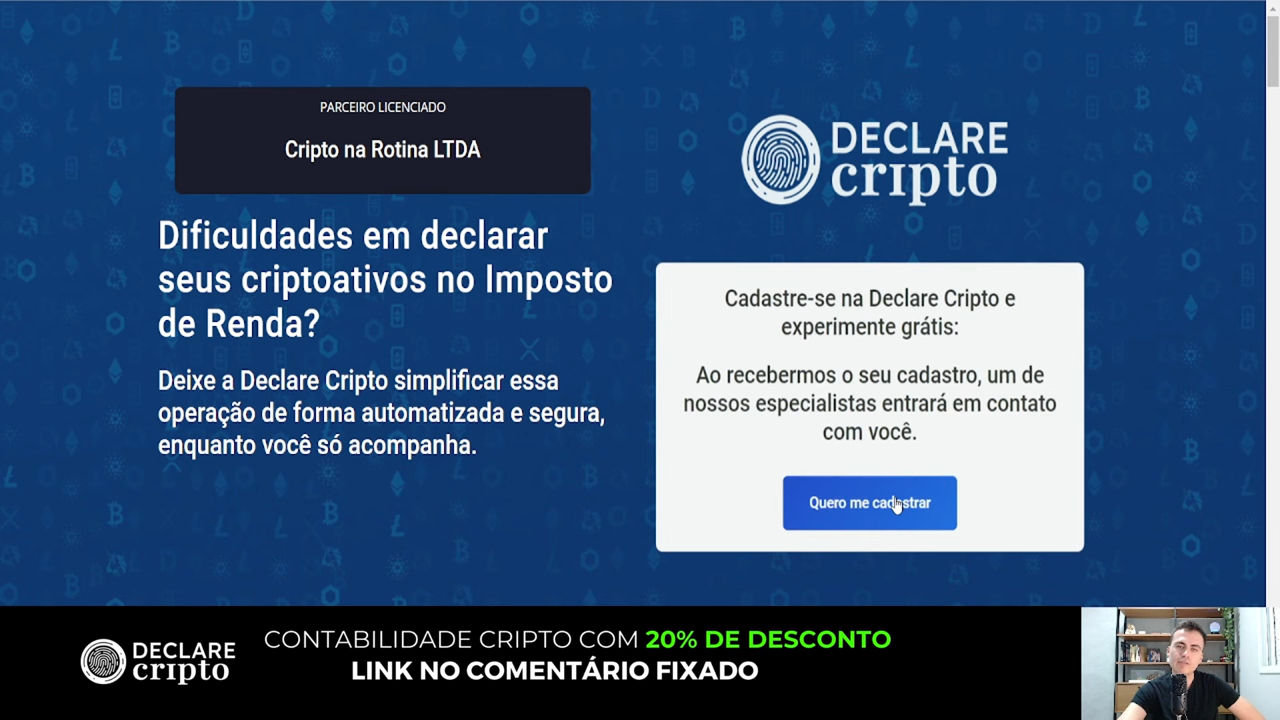 PARCEIRO LICENCIADO
Cripto na Rotina LTDA
Dificuldades em declarar
seus criptoativos no Imposto
de Renda?
Deixe a Declare Cripto simplificar essa
operação de forma automatizada e segura,
enquanto você só acompanha.
DECLARE
cripto
Cadastre-se na Declare Cripto e
experimente grátis:
Ao recebermos o seu cadastro, um de
nossos especialistas entrará em contato
com você.
Quero me cadastrar
DECLARE
cripto
CONTABILIDADE CRIPTO COM 20% DE DESCONTO
LINK NO COMENTÁRIO FIXADO